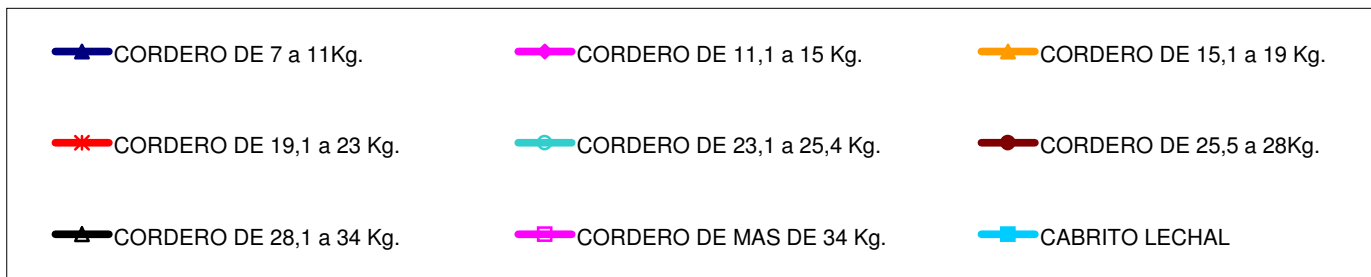 CORDERO DE 7 a 11Kg.
CORDERO DE 11,1 a 15 Kg.
CORDERO DE 15,1 a 19 Kg.
CORDERO DE 19,1 a 23 Kg.
CORDERO DE 23,1 a 25,4 Kg.
CORDERO DE 25,5 a 28Kg.
CORDERO DE 28,1 a 34 Kg.
CORDERO DE MAS DE 34 Kg.
CABRITO LECHAL